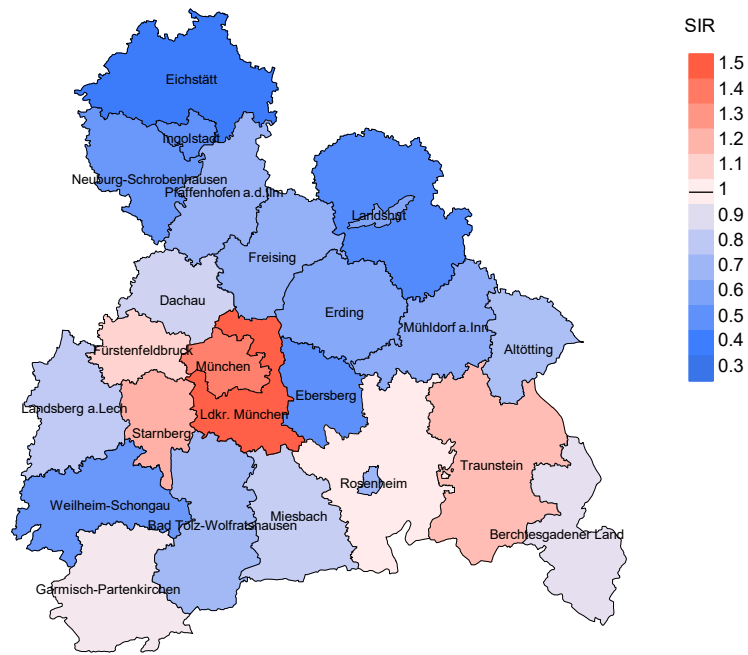 SIR
1.5
1.4
1.3
1.2
1.1
1
0.9
0.8
0.7
0.6
0.5
0.4
0.3
Eichstätt
Ingolstadt
Neuburg-Schrobenhausen
Pfaffenhofen a.d.Ilm
Landshut
Freising
Dachau
Erding
Mühldorf a.Inn
Altötting
Fürstenfeldbruck
München
Ebersberg
Landsberg a.Lech
Ldkr. München
Starnberg
Traunstein
Rosenheim
Weilheim-Schongau
Miesbach
Bad Tölz-Wolfratshausen
Berchtesgadener Land
Garmisch-Partenkirchen